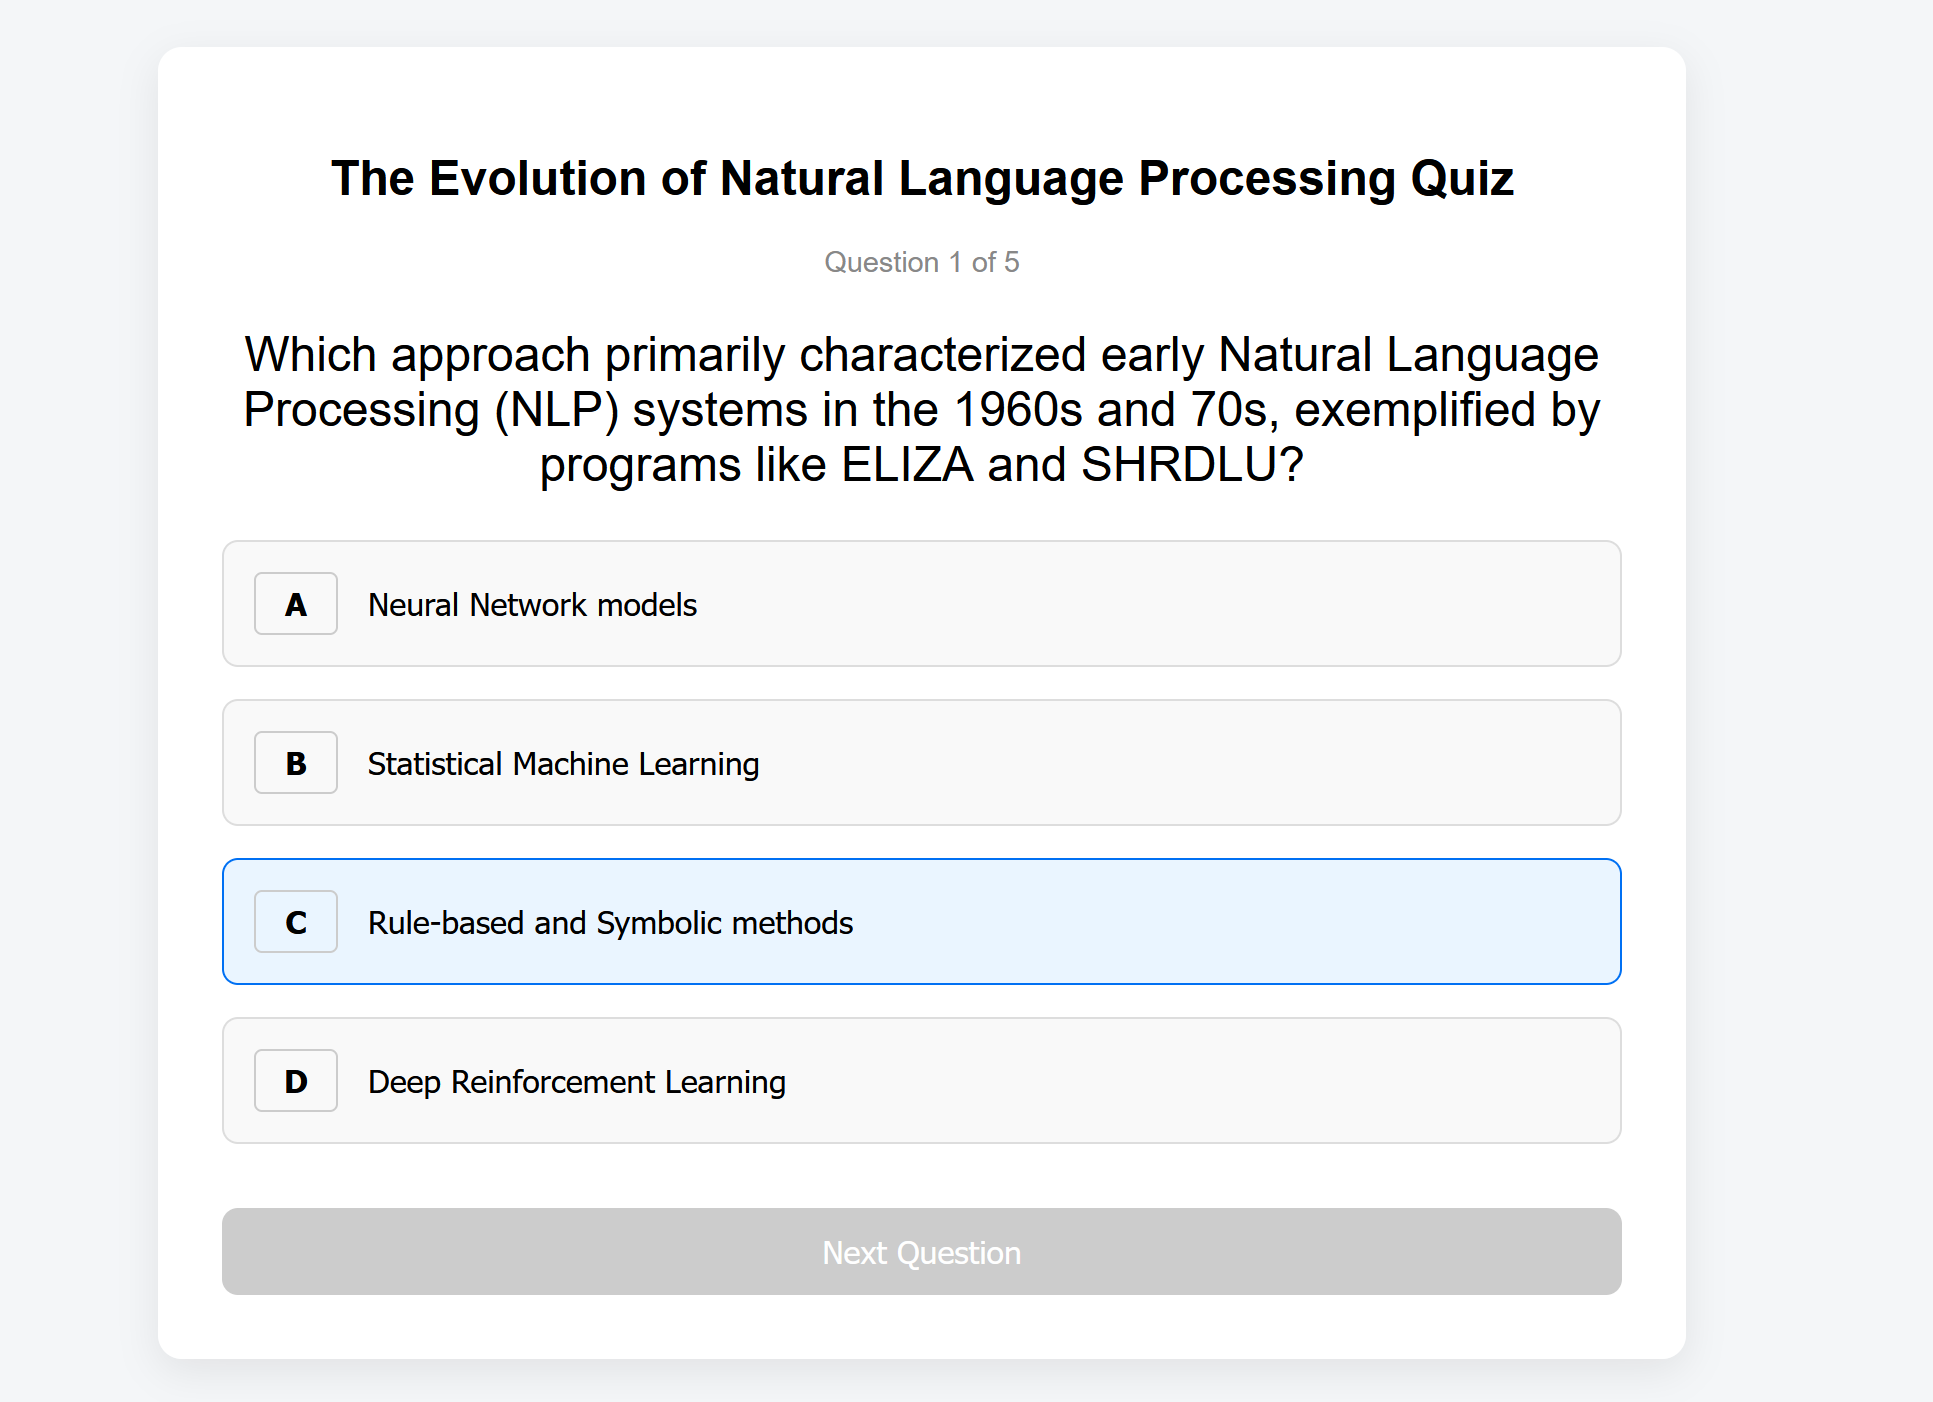 The Evolution of Natural Language Processing Quiz
Question 1 of 5
Which approach primarily characterized early Natural Language
Processing (NLP) systems in the 1960s and 70s, exemplified by
programs like ELIZA and SHRDLU?
A Neural Network models
B Statistical Machine Learning
C Rule-based and Symbolic methods
D Deep Reinforcement Learning
Next Question